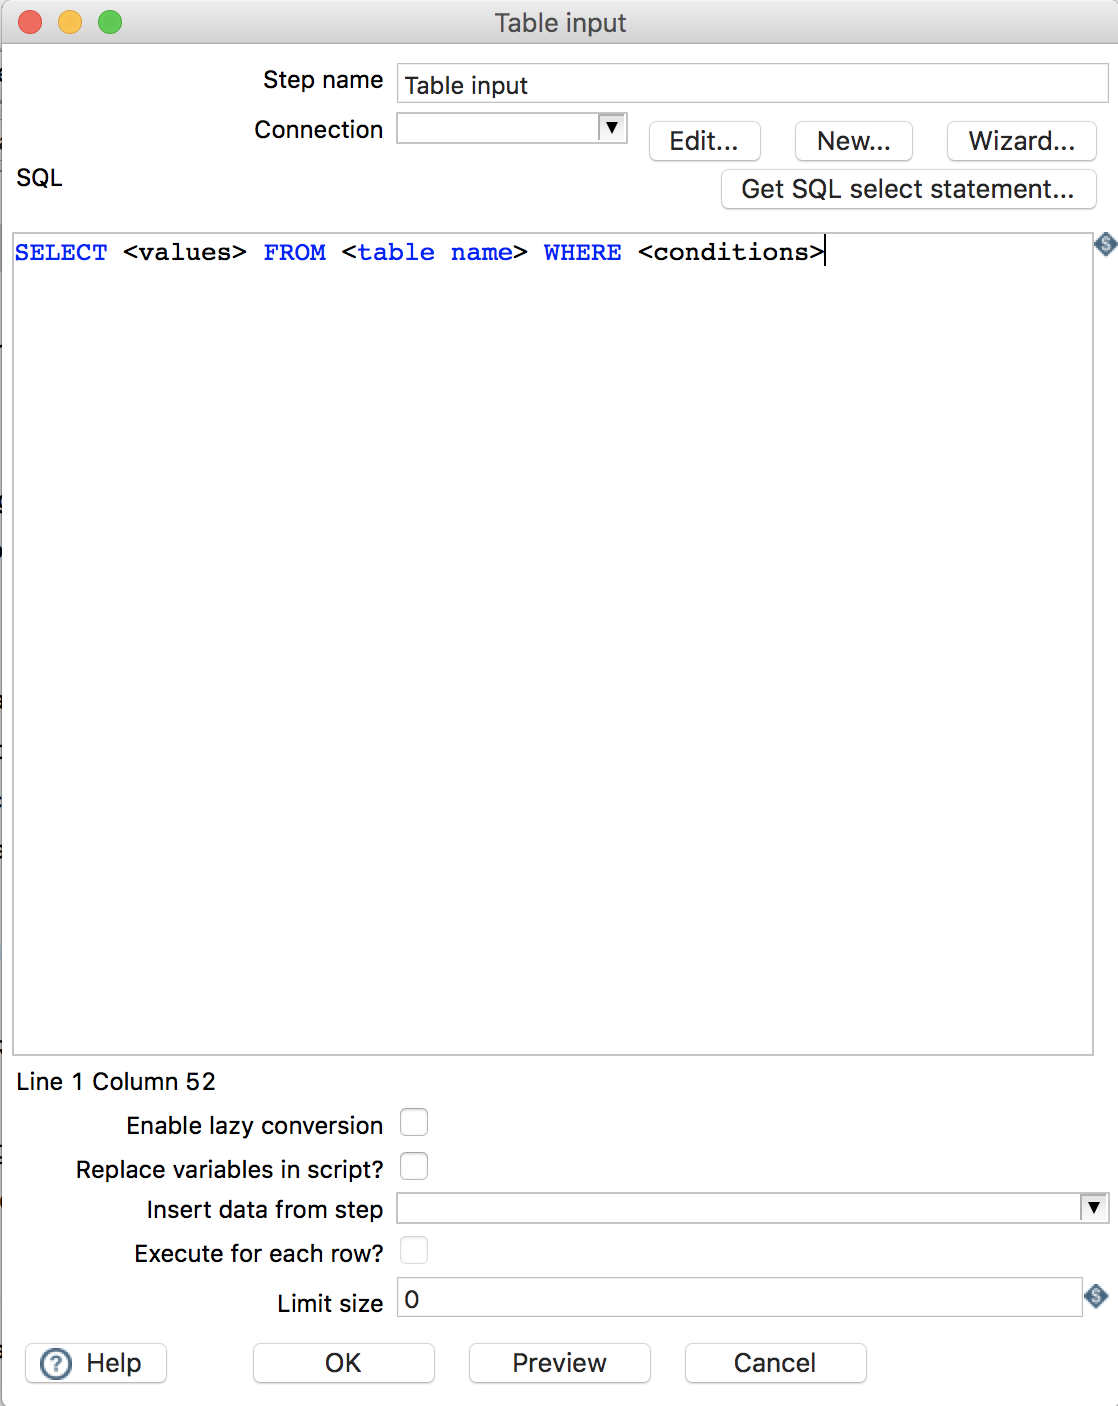 Table input
Step name Table input
Connection Edit... New... Wizard...
SQL Get SQL select statement...
SELECT <values> FROM <table name> WHERE <conditions>
Line 1 Column 52
Enable lazy conversion
Replace variables in script?
Insert data from step
Execute for each row?
Limit size 0
? Help OK Preview Cancel